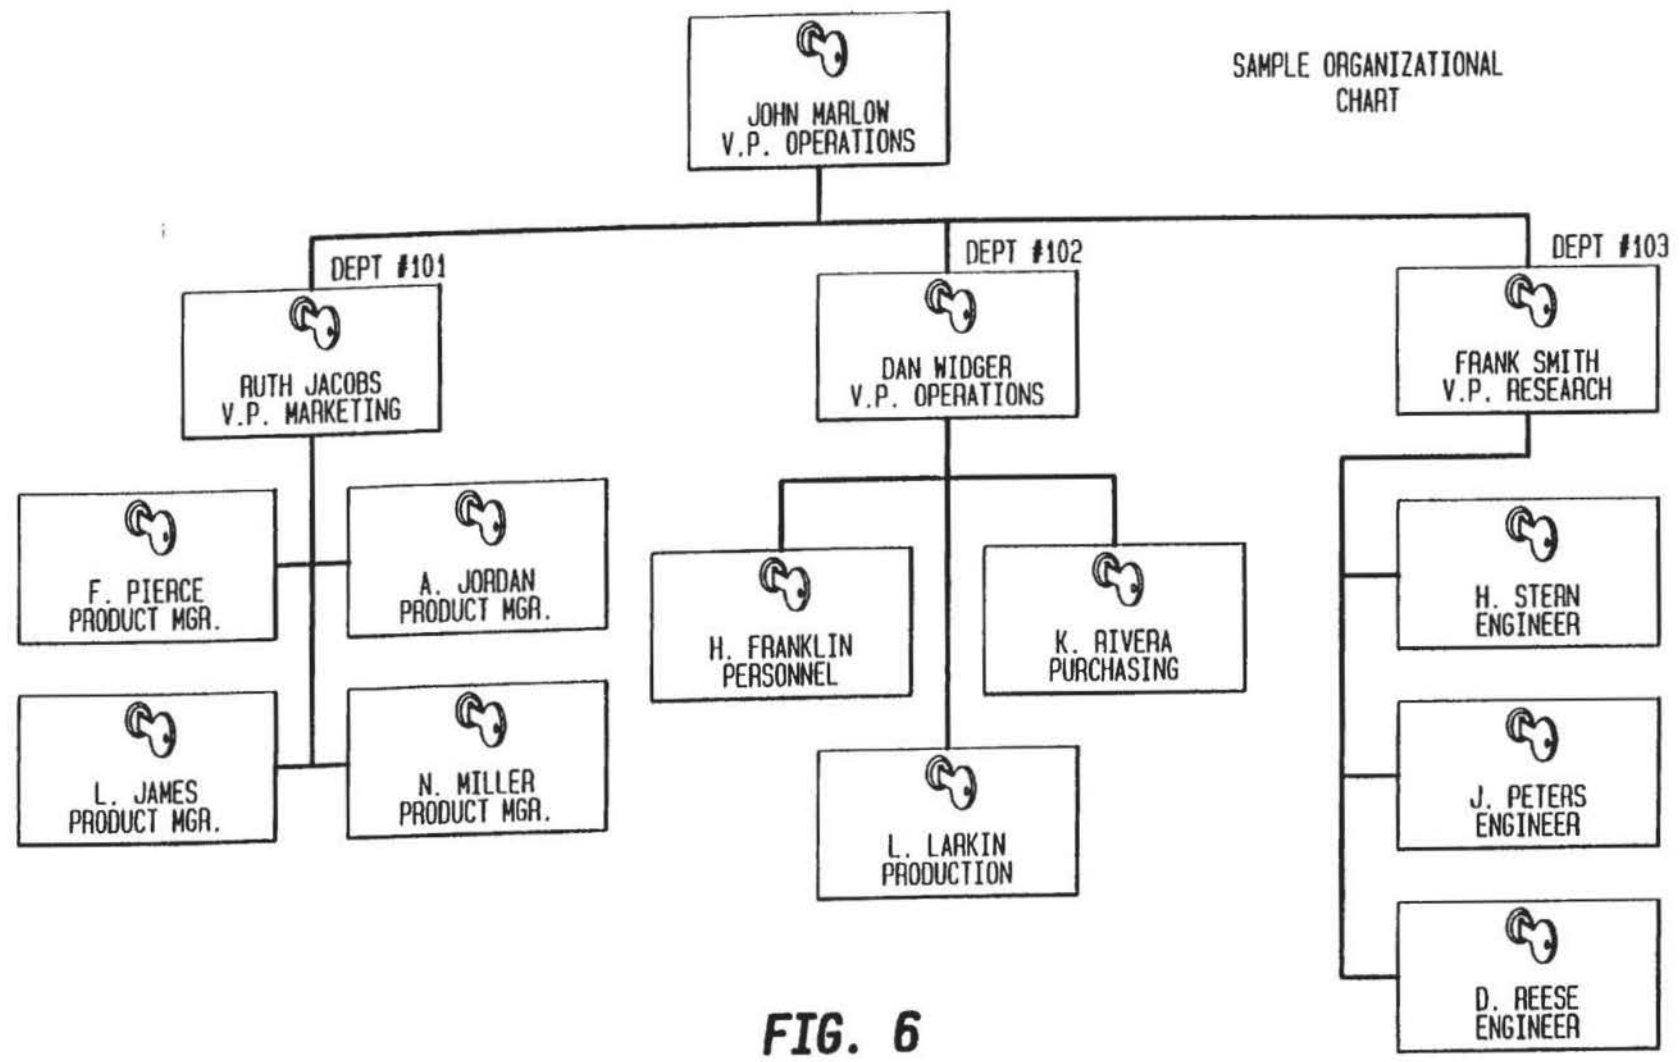 SAMPLE ORGANIZATIONAL
CHART
JOHN MARLOW
V.P. OPERATIONS
DEPT #101
RUTH JACOBS
V.P. MARKETING
F. PIERCE
PRODUCT MGR.
A. JORDAN
PRODUCT MGR.
L. JAMES
PRODUCT MGR.
N. MILLER
PRODUCT MGR.
DEPT #102
DAN WIDGER
V.P. OPERATIONS
H. FRANKLIN
PERSONNEL
K. RIVERA
PURCHASING
L. LARKIN
PRODUCTION
DEPT #103
FRANK SMITH
V.P. RESEARCH
H. STERN
ENGINEER
J. PETERS
ENGINEER
D. REESE
ENGINEER
FIG. 6